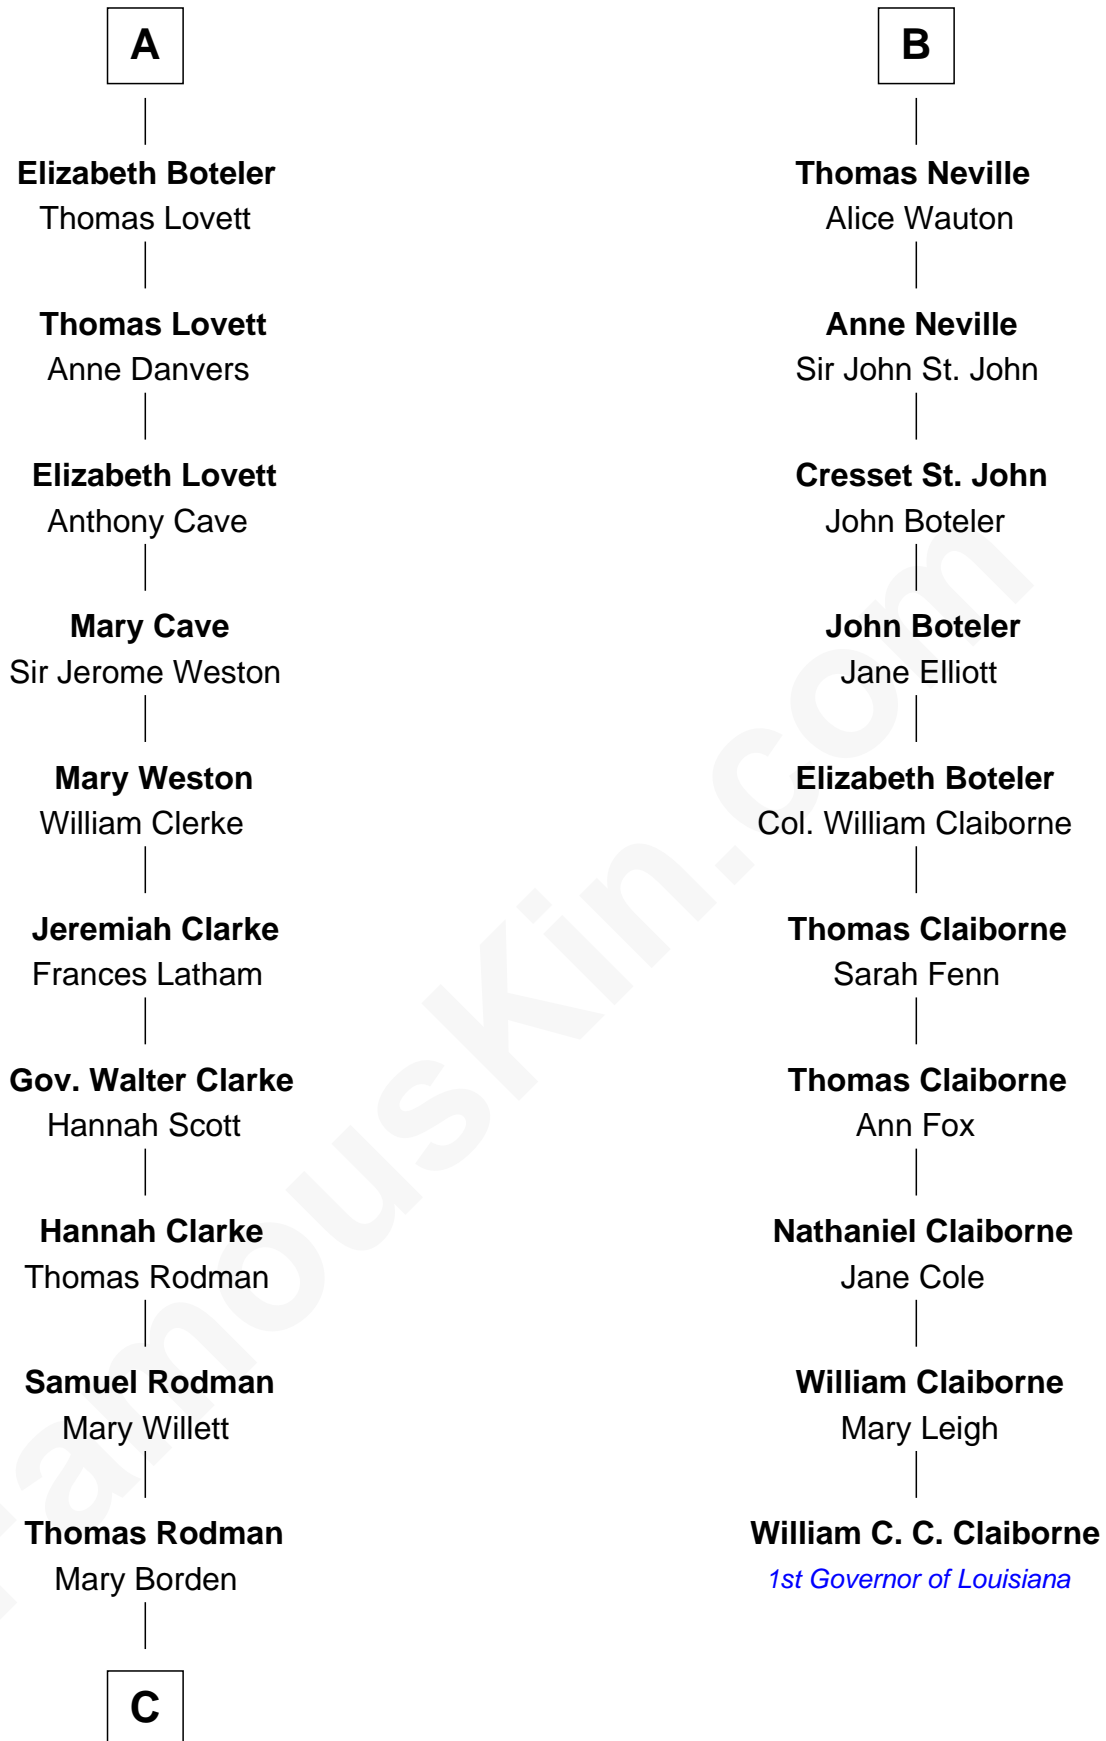 A
Elizabeth Boteler
Thomas Lovett
Thomas Lovett
Anne Danvers
Elizabeth Lovett
Anthony Cave
Mary Cave
Sir Jerome Weston
Mary Weston
William Clerke
Jeremiah Clarke
Frances Latham
Gov. Walter Clarke
Hannah Scott
Hannah Clarke
Thomas Rodman
Samuel Rodman
Mary Willett
Thomas Rodman
Mary Borden
C
B
Thomas Neville
Alice Wauton
Anne Neville
Sir John St. John
Cresset St. John
John Boteler
John Boteler
Jane Elliott
Elizabeth Boteler
Col. William Claiborne
Thomas Claiborne
Sarah Fenn
Thomas Claiborne
Ann Fox
Nathaniel Claiborne
Jane Cole
William Claiborne
Mary Leigh
William C. C. Claiborne
1st Governor of Louisiana
FamousKin.com